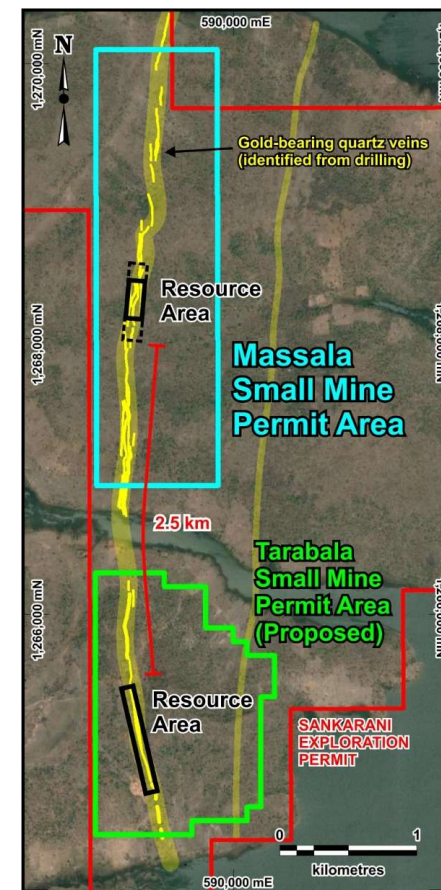 590,000 mE
1,270,000 mN
N
Gold-bearing quartz veins
(identified from drilling)
Resource
Area
1,268,000 mN
Massala
Small Mine
Permit Area
2.5 km
Tarabala
Small Mine
Permit Area
(Proposed)
1,266,000 mN
Resource
Area
SANKARANI
EXPLORATION
PERMIT
0 1
kilometres
590,000 mE